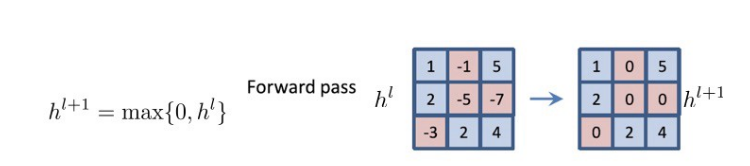 h^{l+1} = max{0, h^l}
Forward pass
h^l
1 -1 5
2 -5 -7
-3 2 4
→
1 0 5
2 0 0
0 2 4
h^{l+1}